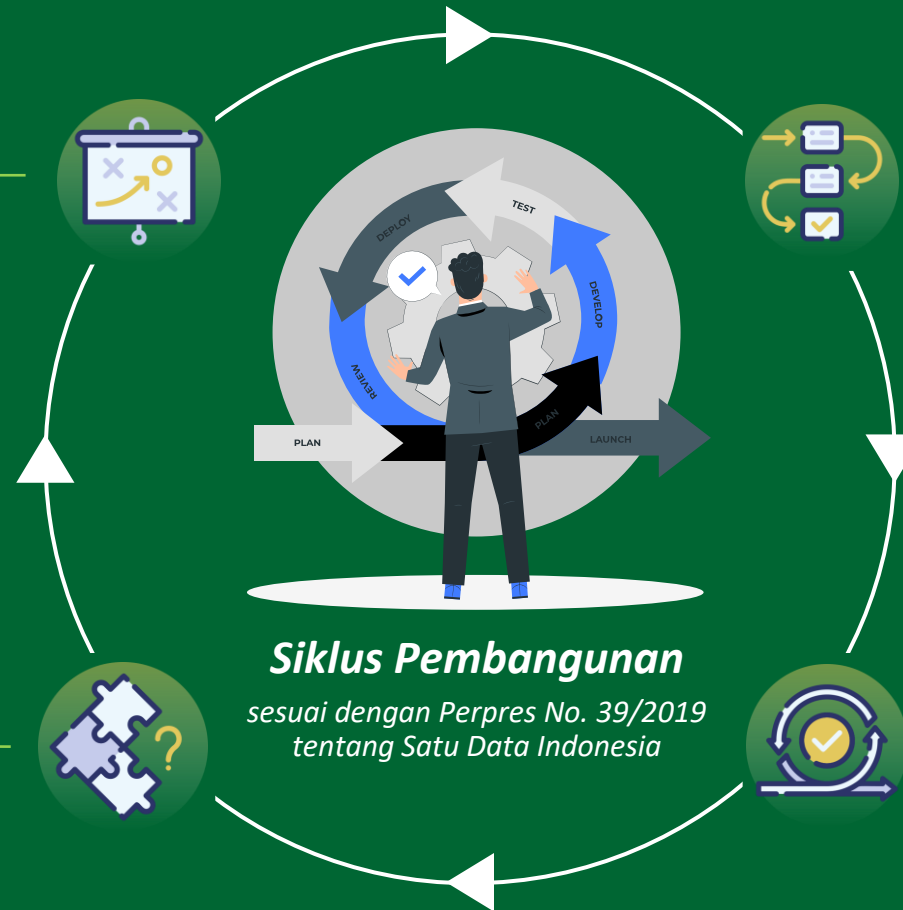 TEST
DEPLOY
DEVELOP
REVIEW
PLAN
PLAN
LAUNCH
Siklus Pembangunan
sesuai dengan Perpres No. 39/2019
tentang Satu Data Indonesia
?